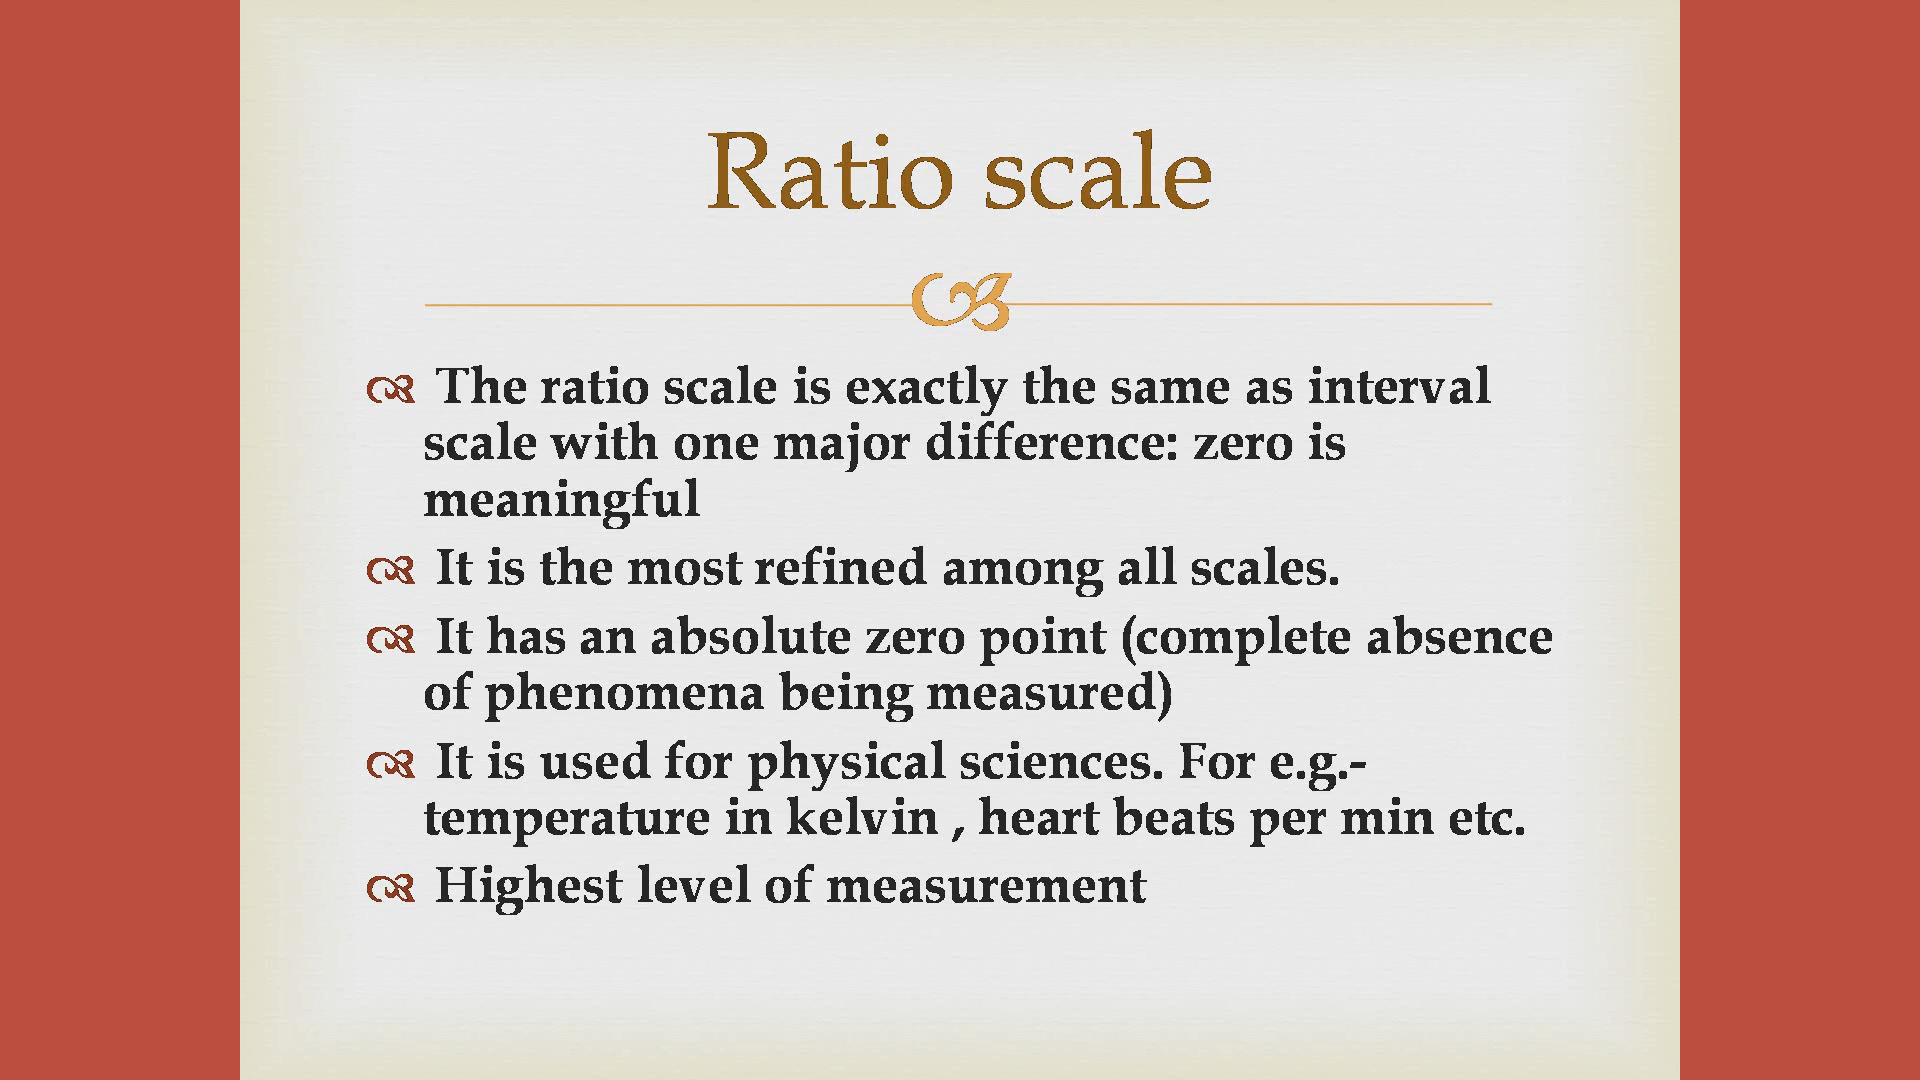 Ratio scale
The ratio scale is exactly the same as interval
scale with one major difference: zero is
meaningful
It is the most refined among all scales.
It has an absolute zero point (complete absence
of phenomena being measured)
It is used for physical sciences. For e.g.-
temperature in kelvin , heart beats per min etc.
Highest level of measurement